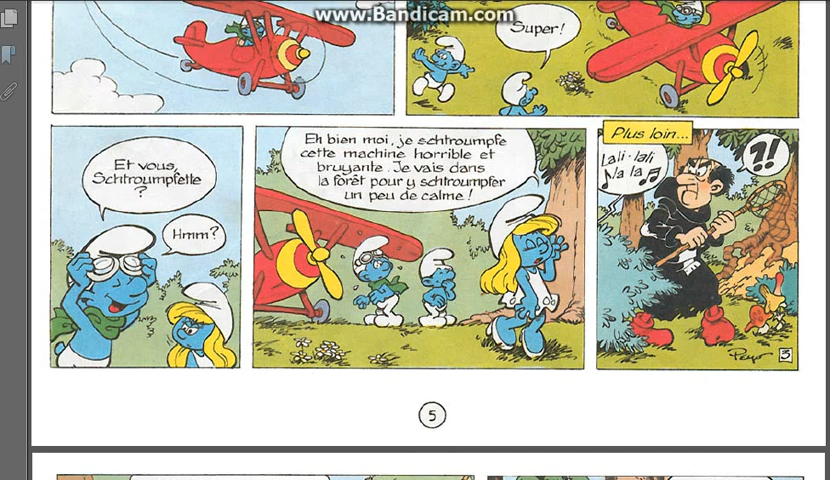 www.Bandicam.com
Super!
Et vous,
Schtroumpfette
?
Hmm?
Eh bien moi, je schtroumpfe
cette machine horrible et
bruyante. Je vais dans
la forêt pour y schtroumpfer
un peu de calme !
Plus loin...
Lali-lali
la la
?!
Peyo
3
5